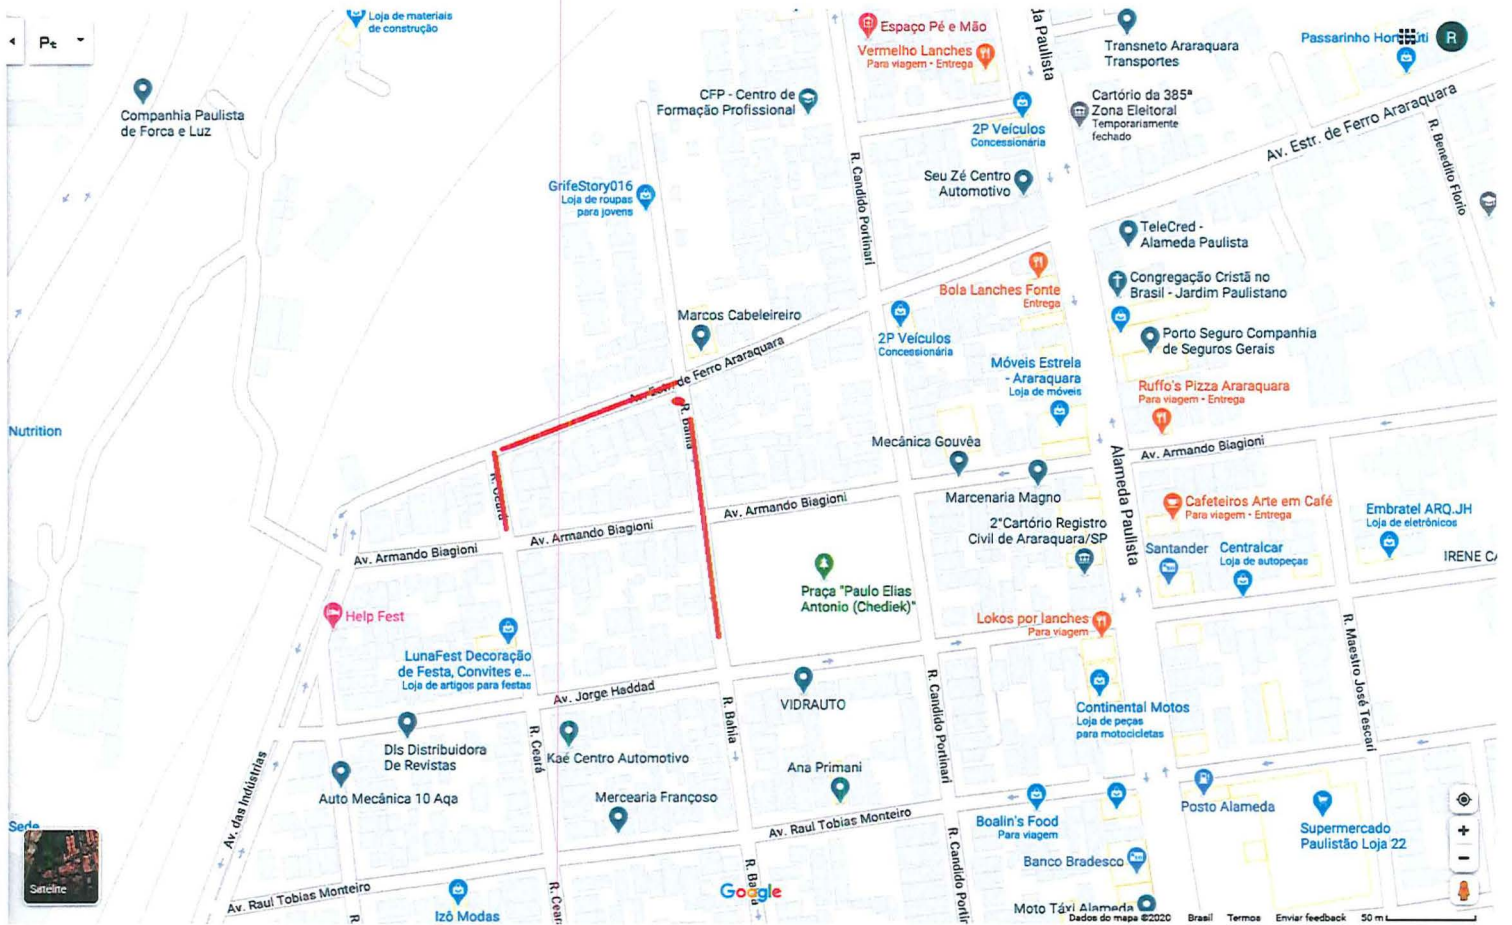 Pt
Loja de materiais
de construção
Companhia Paulista
de Forca e Luz
Espaço Pé e Mão
Vermelho Lanches
Para viagem • Entrega
da Paulista
Transneto Araraquara
Transportes
Passarinho
R
CFP - Centro de
Formação Profissional
2P Veículos
Concessionária
Cartório da 385ª
Zona Eleitoral
Temporariamente
fechado
Av. Estr. de Ferro Araraquara
R. Benedito Florio
GrifeStory016
Loja de roupas
para jovens
R. Candido Portinari
Seu Zé Centro
Automotivo
TeleCred -
Alameda Paulista
Bola Lanches Fonte
Entrega
Congregação Cristã no
Brasil - Jardim Paulistano
Marcos Cabeleireiro
2P Veículos
Concessionária
Porto Seguro Companhia
de Seguros Gerais
de Ferro Araraquara
Móveis Estrela
- Araraquara
Loja de móveis
Ruffo's Pizza Araraquara
Para viagem • Entrega
R. Bahia
Nutrition
Mecânica Gouvêa
Av. Armando Biagioni
Alameda Paulista
R. Ceará
Marcenaria Magno
Av. Armando Biagioni
Cafeteiros Arte em Café
Para viagem • Entrega
Embratel ARQ.JH
Loja de eletrônicos
Av. Armando Biagioni
Av. Armando Biagioni
2°Cartório Registro
Civil de Araraquara/SP
Santander
Centralcar
Loja de autopeças
IRENE CA
Praça "Paulo Elias
Antonio (Chediek)"
Help Fest
Lokos por lanches
Para viagem
R. Maestro José Tescari
LunaFest Decoração
de Festa, Convites e...
Loja de artigos para festas
Av. Jorge Haddad
R. Bahia
VIDRAUTO
R. Candido Portinari
Continental Motos
Loja de peças
para motocicletas
Dis Distribuidora
De Revistas
R. Ceará
Kaé Centro Automotivo
Av. das Indústrias
Auto Mecânica 10 Aqa
Mercearia Françoso
Ana Primani
Posto Alameda
Av. Raul Tobias Monteiro
Boalin's Food
Para viagem
Supermercado
Paulistão Loja 22
Sede
Satélite
R. Candido Portinari
Banco Bradesco
Av. Raul Tobias Monteiro
R. Bahia
R. Ceará
R
Izô Modas
Google
Moto Táxi Alameda
Dados do mapa ©2020 Brasil Termos Enviar feedback 50 m